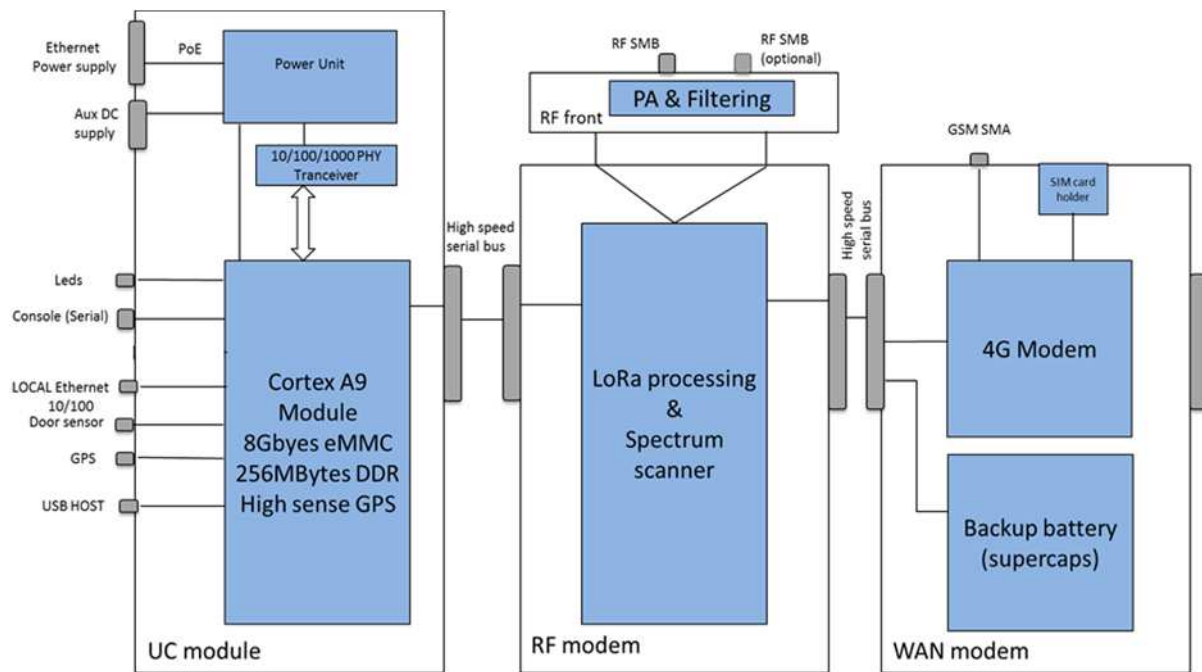 Ethernet
Power supply
PoE
Power Unit
Aux DC
supply
10/100/1000 PHY
Tranceiver
Leds
Console (Serial)
LOCAL Ethernet
10/100
Door sensor
GPS
USB HOST
Cortex A9
Module
8Gbyes eMMC
256MBytes DDR
High sense GPS
UC module
High speed
serial bus
RF SMB
RF SMB
(optional)
PA & Filtering
RF front
LoRa processing
&
Spectrum
scanner
RF modem
High speed
serial bus
GSM SMA
SIM card
holder
4G Modem
Backup battery
(supercaps)
WAN modem